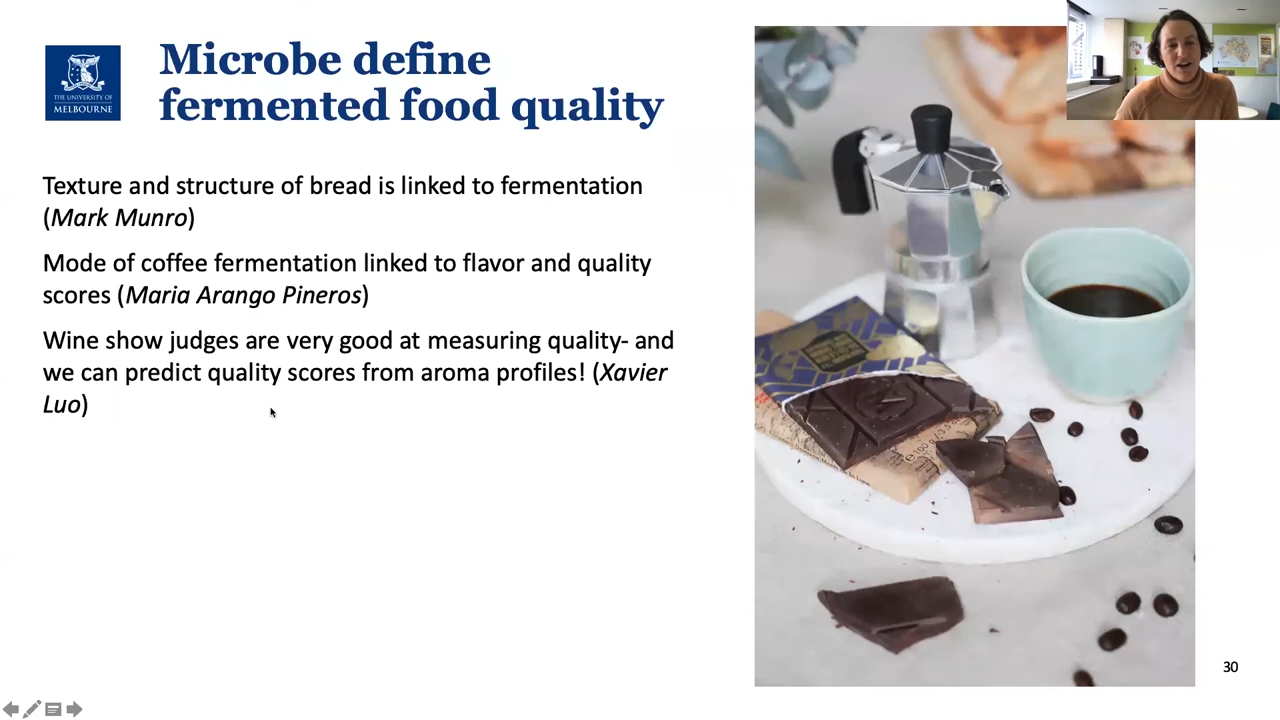 THE UNIVERSITY OF
MELBOURNE
Microbe define
fermented food quality
Texture and structure of bread is linked to fermentation
(Mark Munro)
Mode of coffee fermentation linked to flavor and quality
scores (Maria Arango Pineros)
Wine show judges are very good at measuring quality- and
we can predict quality scores from aroma profiles! (Xavier
Luo)
30